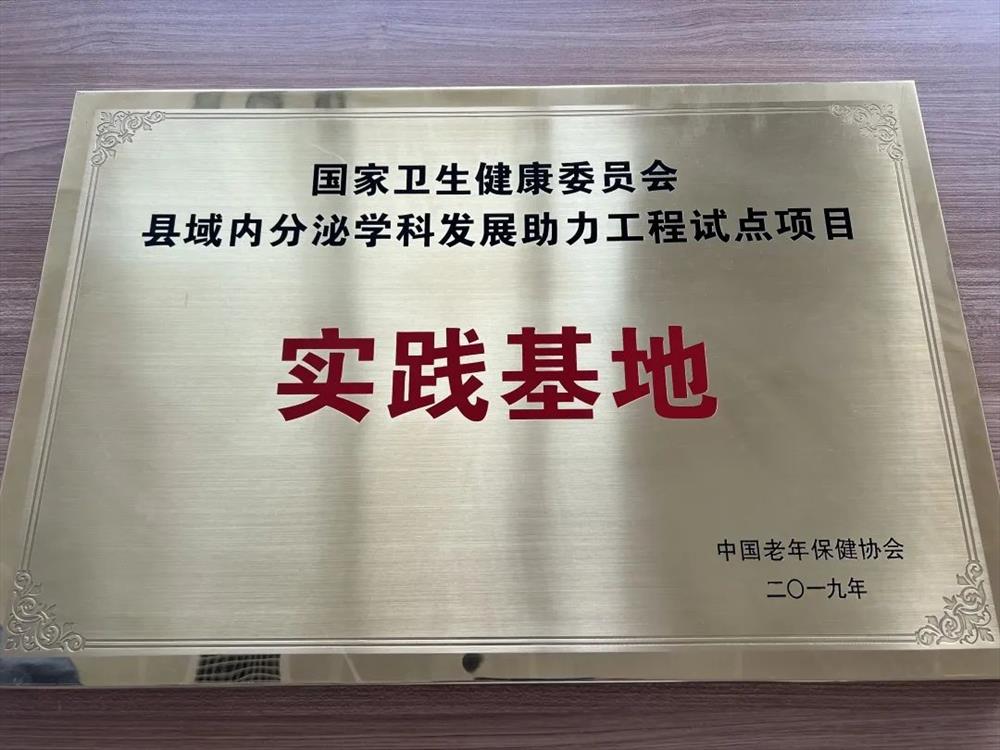 国家卫生健康委员会
县域内分泌学科发展助力工程试点项目
实践基地
中国老年保健协会
二〇一九年